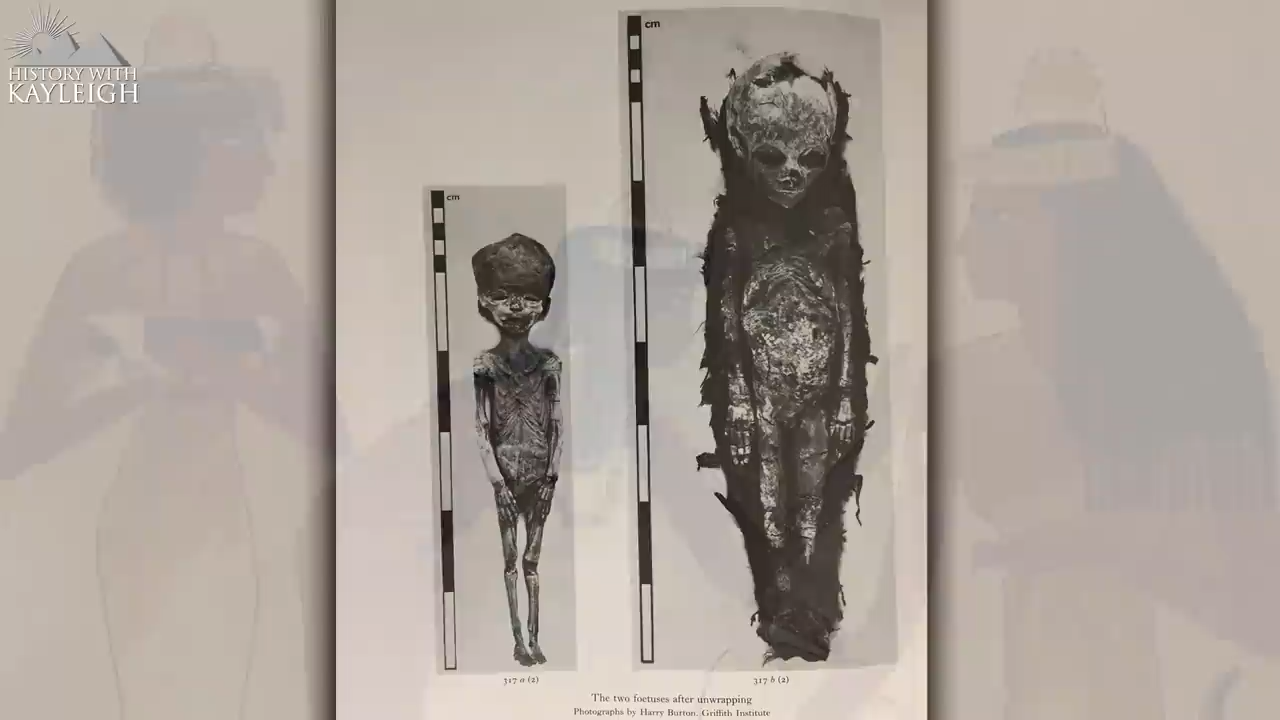 HISTORY WITH
KAYLEIGH
cm
cm
317 a (2)
317 b (2)
The two foetuses after unwrapping
Photographs by Harry Burton. Griffith Institute